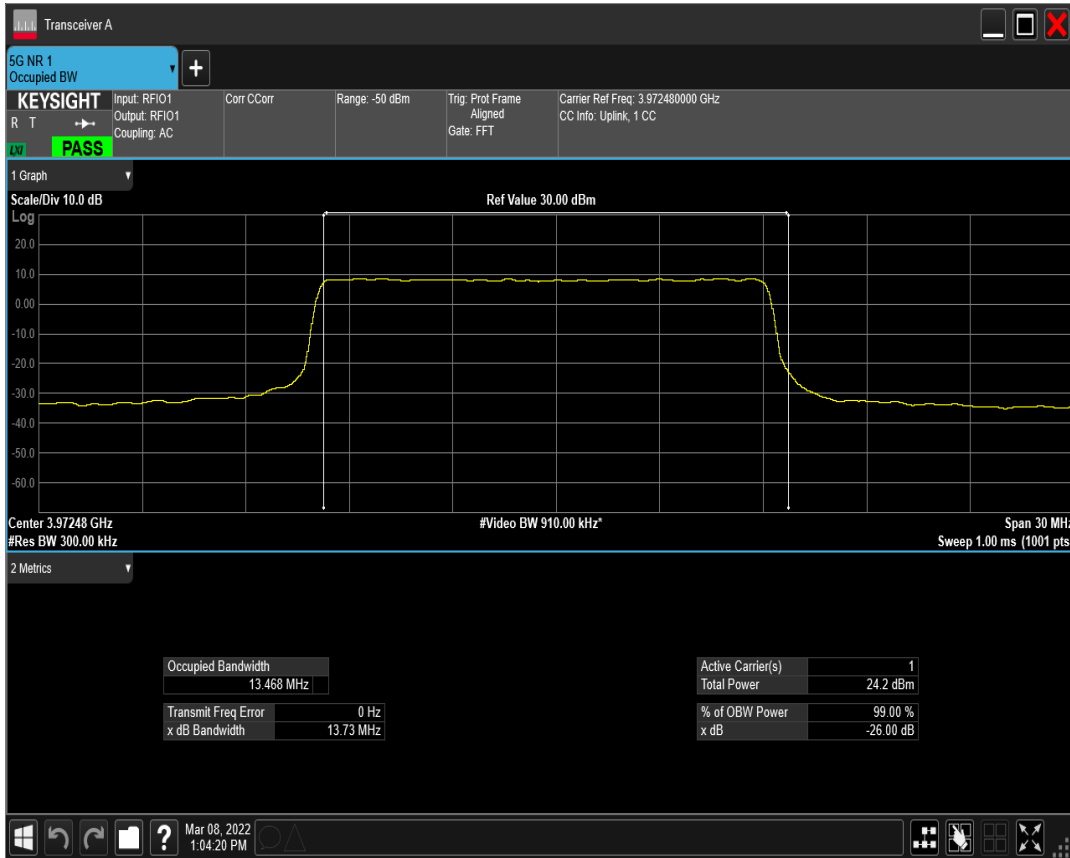 Transceiver A
5G NR 1
Occupied BW
KEYSIGHT
R T
LXI
PASS
Input: RFIO1
Output: RFIO1
Coupling: AC
Corr CCorr
Range: -50 dBm
Trig: Prot Frame
Aligned
Gate: FFT
Carrier Ref Freq: 3.972480000 GHz
CC Info: Uplink, 1 CC
1 Graph
Scale/Div 10.0 dB
Ref Value 30.00 dBm
Log
20.0
10.0
0.00
-10.0
-20.0
-30.0
-40.0
-50.0
-60.0
Center 3.97248 GHz
#Video BW 910.00 kHz*
Span 30 MHz
#Res BW 300.00 kHz
Sweep 1.00 ms (1001 pts
2 Metrics
Occupied Bandwidth
13.468 MHz
Transmit Freq Error 0 Hz
x dB Bandwidth 13.73 MHz
Active Carrier(s) 1
Total Power 24.2 dBm
% of OBW Power 99.00 %
x dB -26.00 dB
?
Mar 08, 2022
1:04:20 PM